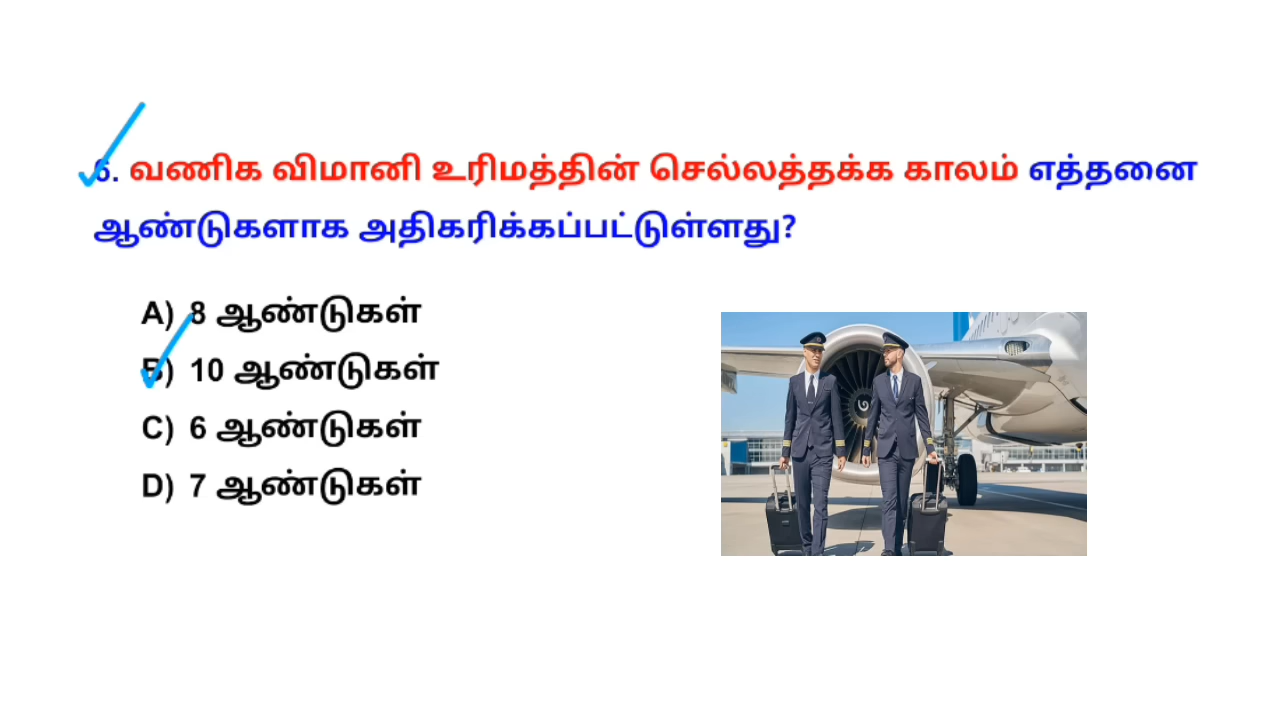 6. வணிக விமானி உரிமத்தின் செல்லத்தக்க காலம் எத்தனை
ஆண்டுகளாக அதிகரிக்கப்பட்டுள்ளது?
A) 8 ஆண்டுகள்
B) 10 ஆண்டுகள்
C) 6 ஆண்டுகள்
D) 7 ஆண்டுகள்